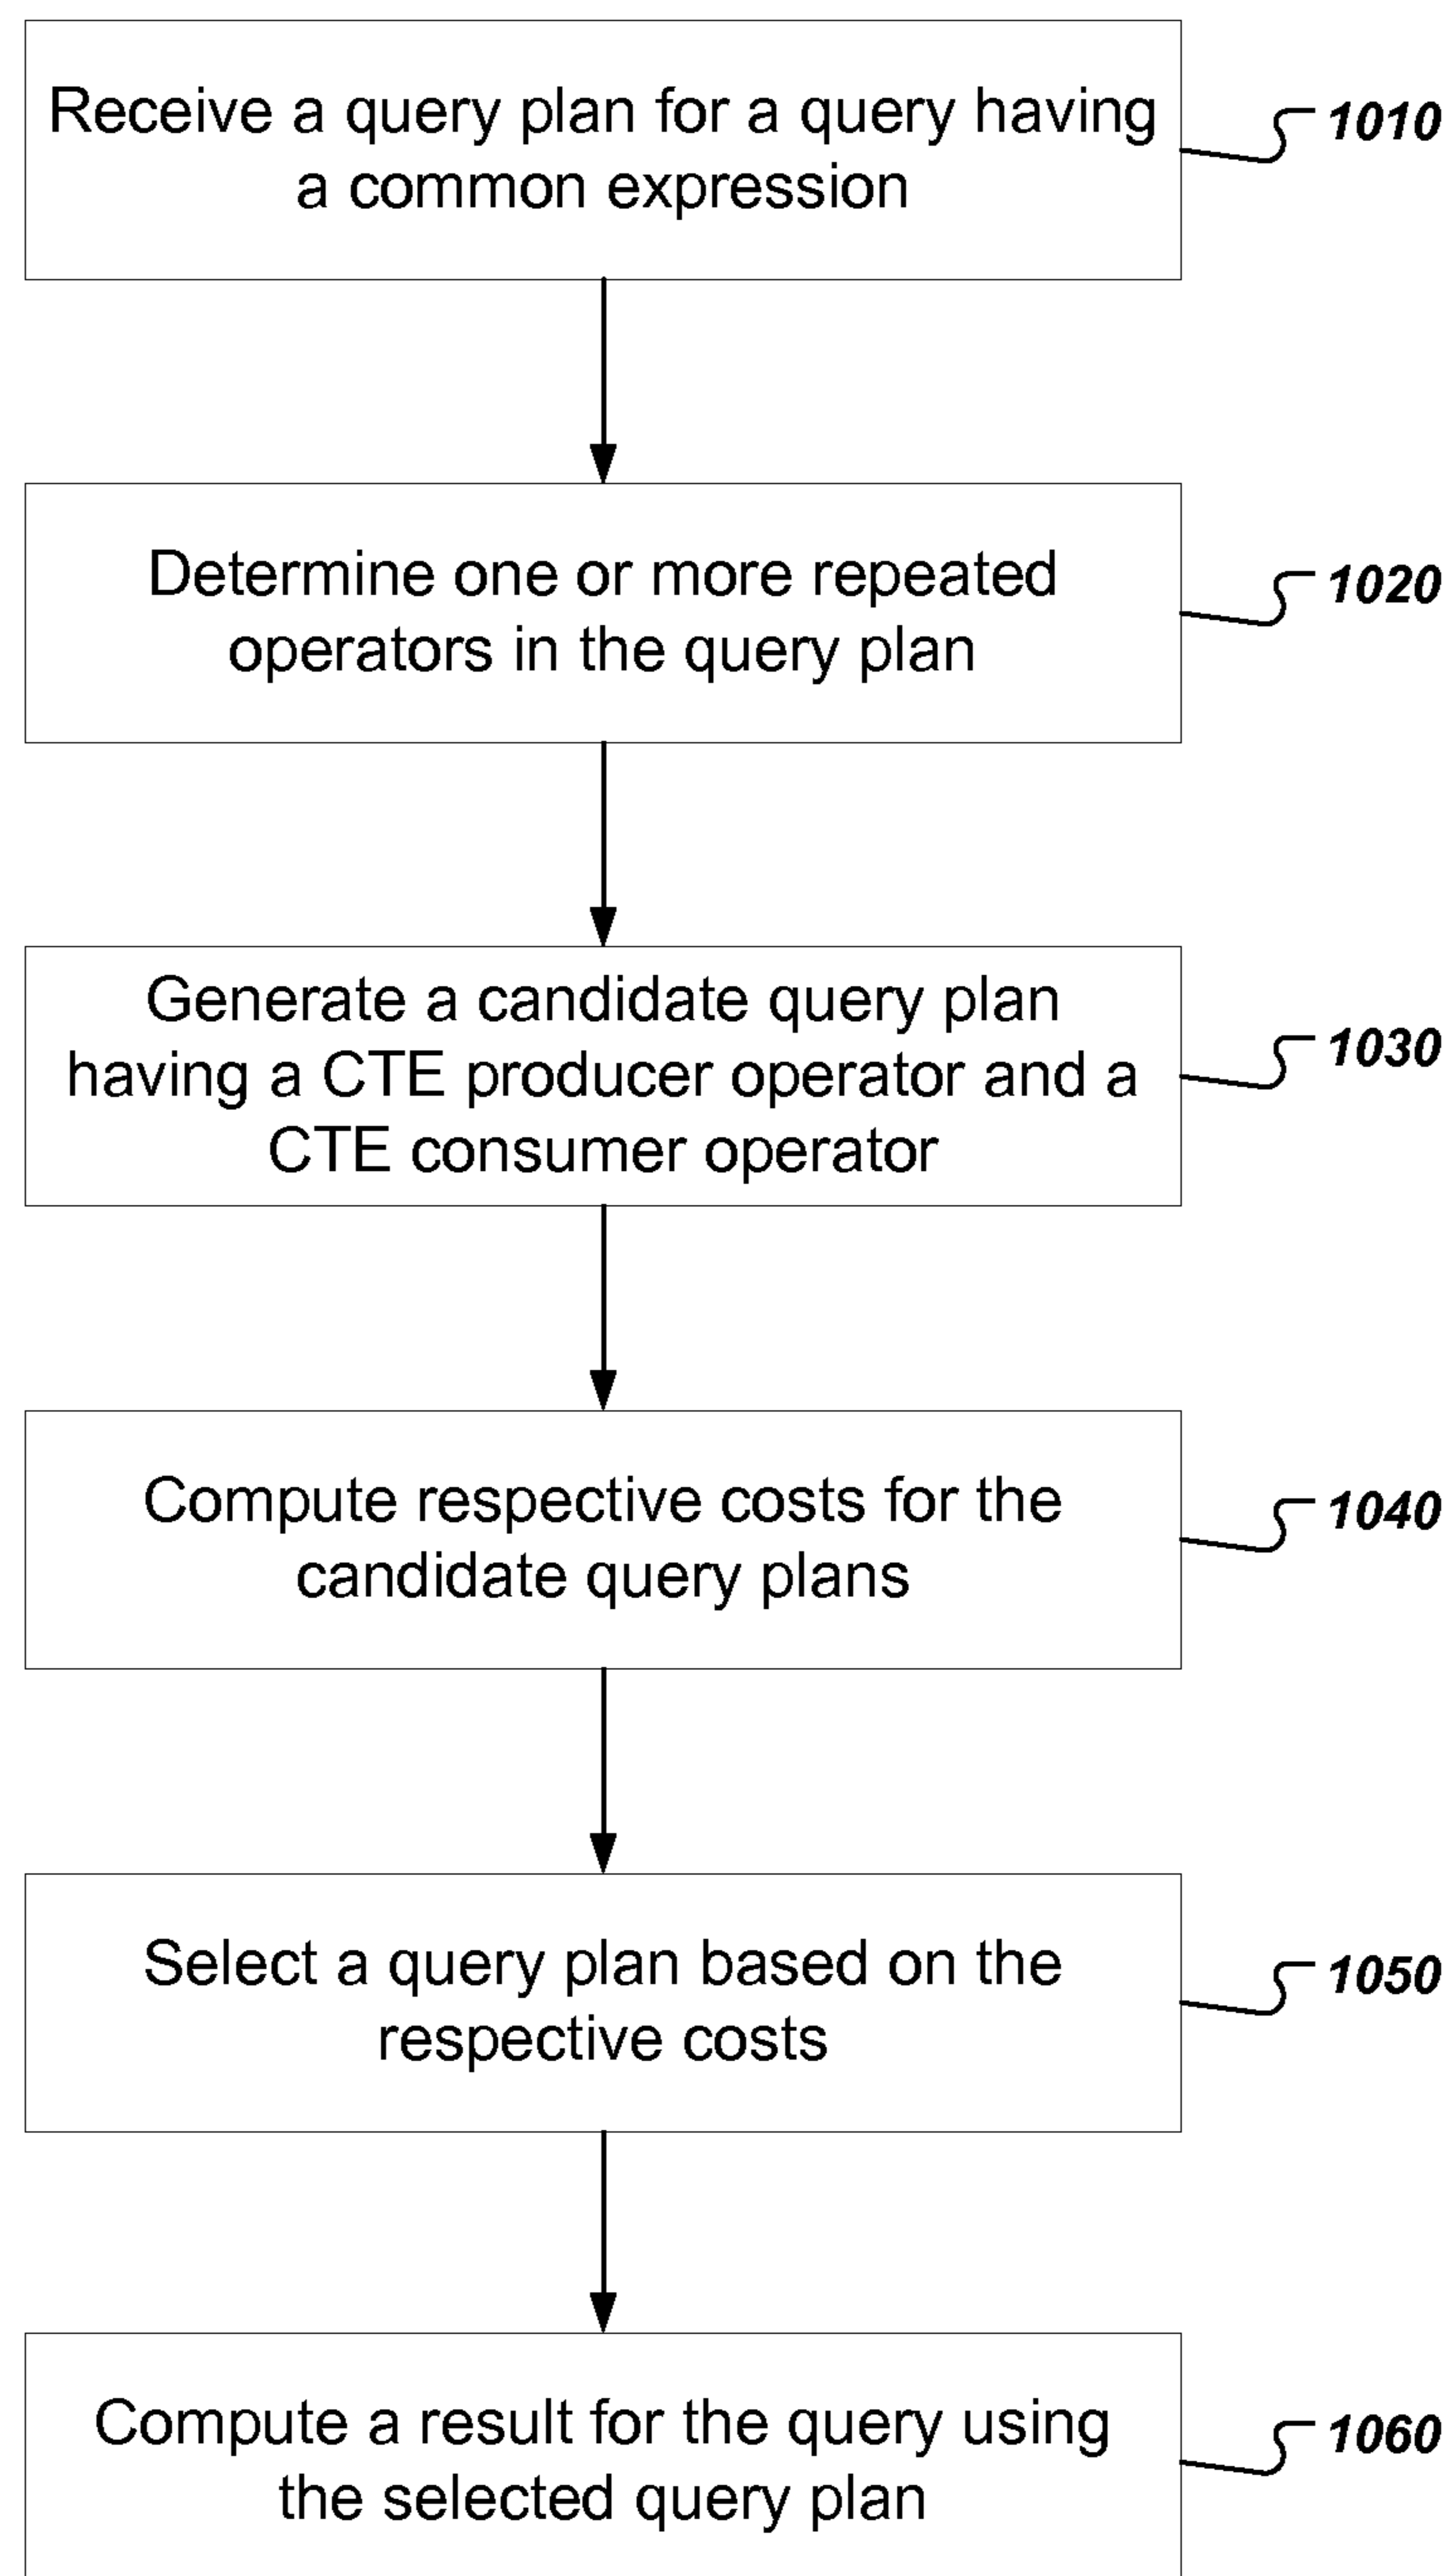 Receive a query plan for a query having
a common expression
1010
Determine one or more repeated
operators in the query plan
1020
Generate a candidate query plan
having a CTE producer operator and a
CTE consumer operator
1030
Compute respective costs for the
candidate query plans
1040
Select a query plan based on the
respective costs
1050
Compute a result for the query using
the selected query plan
1060